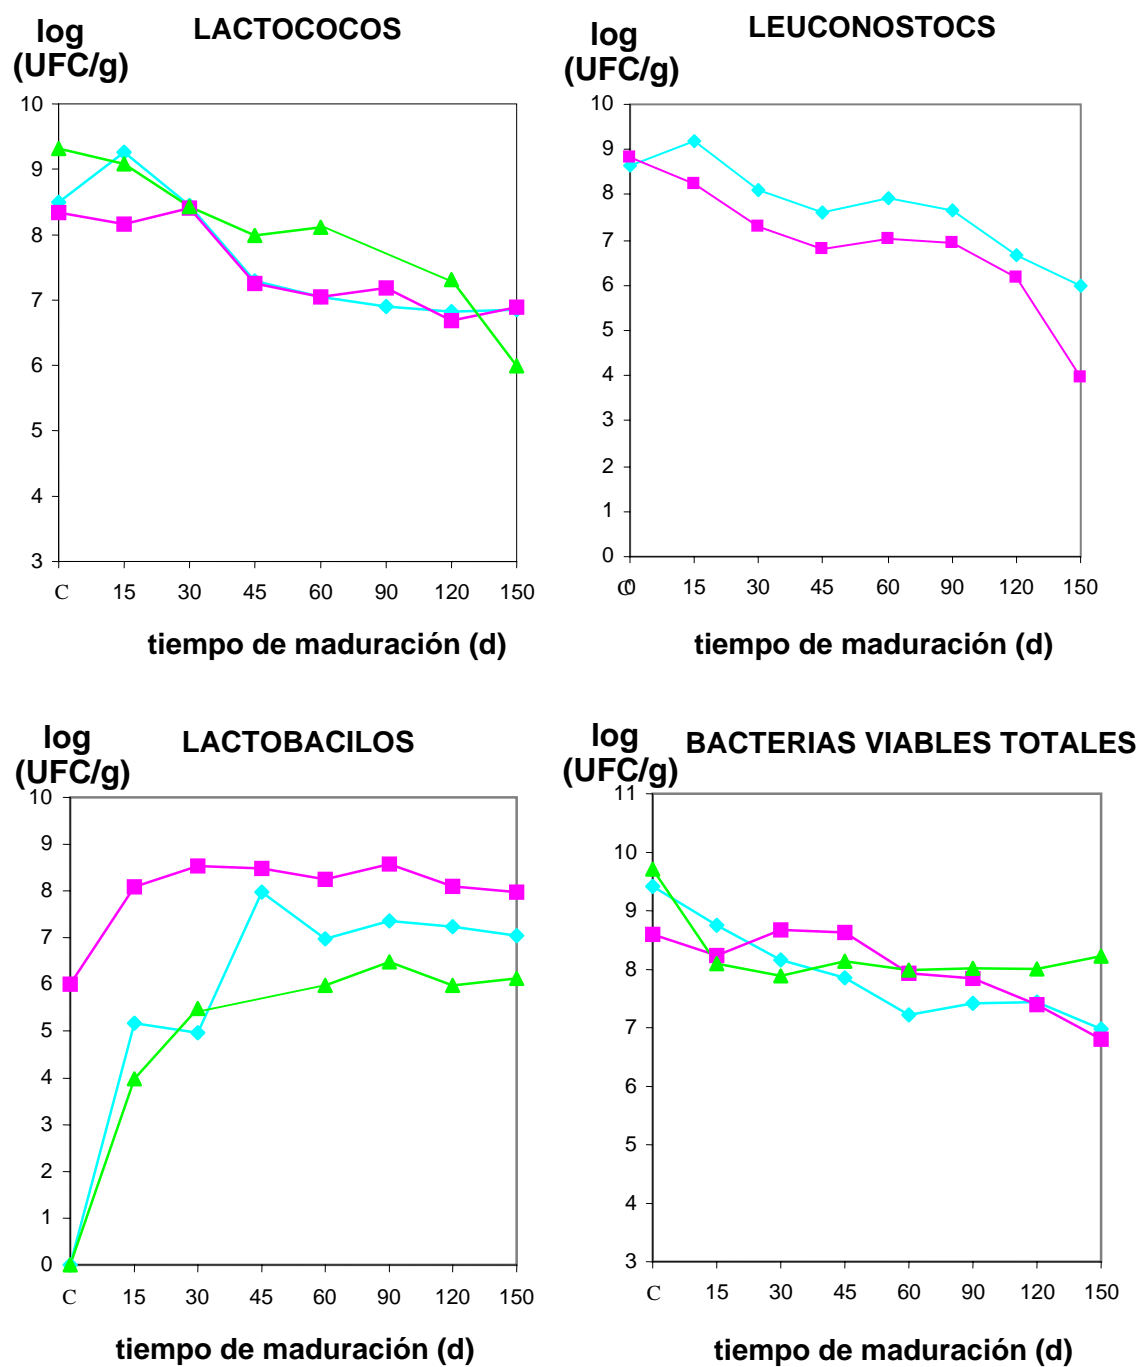 LACTOCOCOS
log
(UFC/g)
10
9
8
7
6
5
4
3
C 15 30 45 60 90 120 150
tiempo de maduración (d)
LEUCONOSTOCS
log
(UFC/g)
10
9
8
7
6
5
4
3
2
1
0
0 15 30 45 60 90 120 150
tiempo de maduración (d)
LACTOBACILOS
log
(UFC/g)
10
9
8
7
6
5
4
3
2
1
0
C 15 30 45 60 90 120 150
tiempo de maduración (d)
BACTERIAS VIABLES TOTALES
log
(UFC/g)
11
10
9
8
7
6
5
4
3
C 15 30 45 60 90 120 150
tiempo de maduración (d)